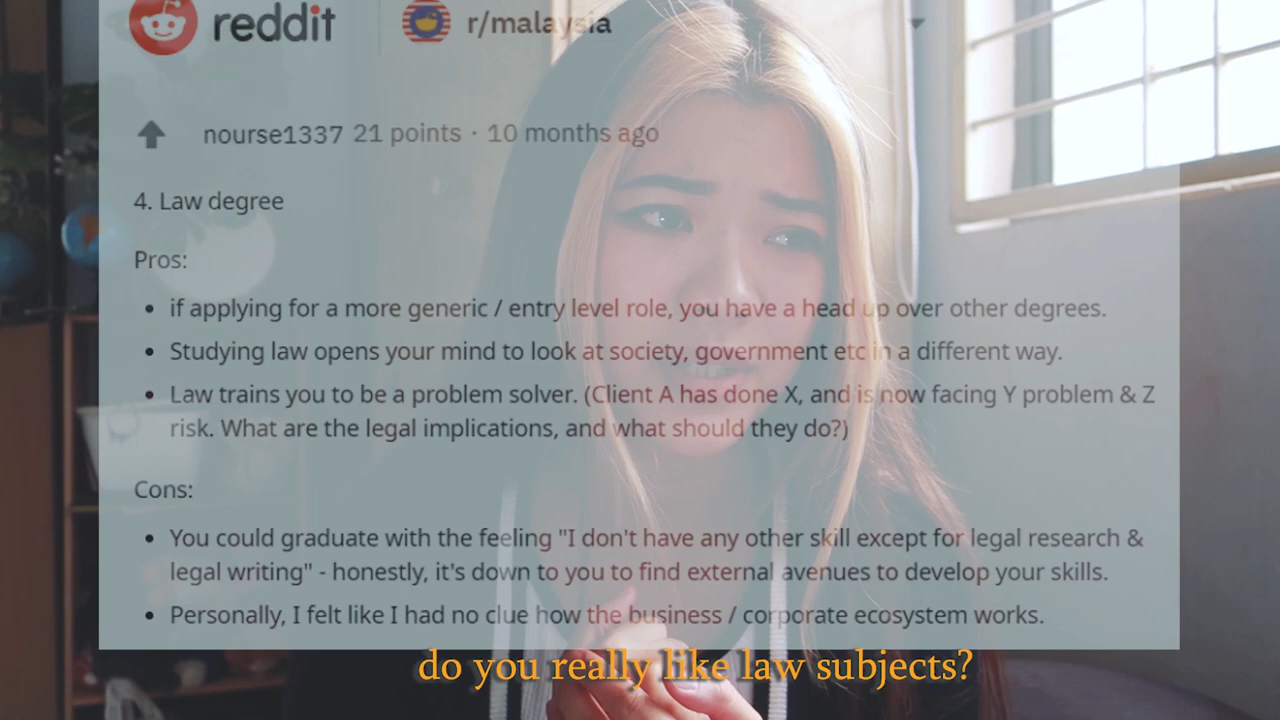 reddit r/malaysia
nourse1337 21 points · 10 months ago
4. Law degree
Pros:
• if applying for a more generic / entry level role, you have a head up over other degrees.
• Studying law opens your mind to look at society, government etc in a different way.
• Law trains you to be a problem solver. (Client A has done X, and is now facing Y problem & Z
risk. What are the legal implications, and what should they do?)
Cons:
• You could graduate with the feeling "I don't have any other skill except for legal research &
legal writing" - honestly, it's down to you to find external avenues to develop your skills.
• Personally, I felt like I had no clue how the business / corporate ecosystem works.
do you really like law subjects?